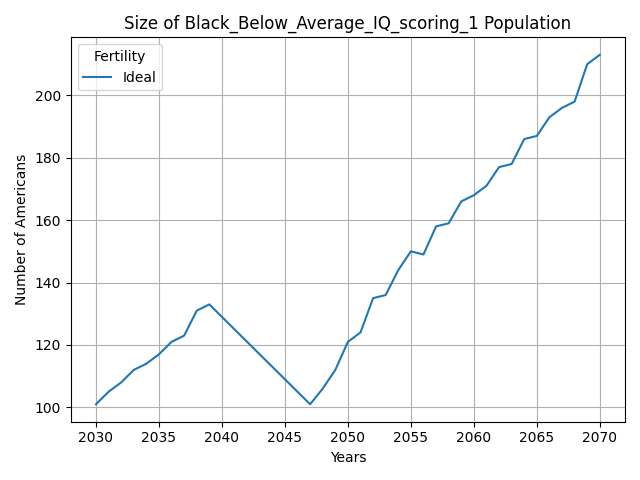 Size of Black_Below_Average_IQ_scoring_1 Population
Fertility
Ideal
Number of Americans
200
180
160
140
120
100
2030 2035 2040 2045 2050 2055 2060 2065 2070
Years